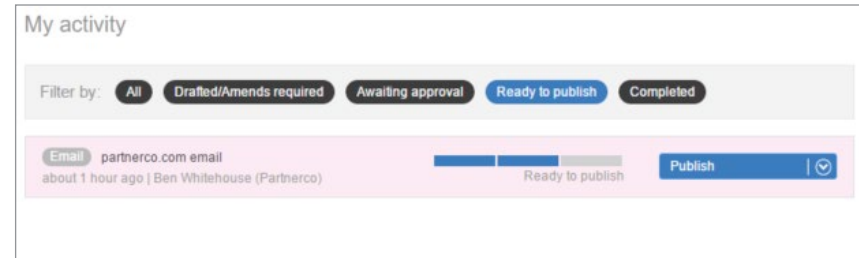 My activity
Filter by: All Drafted/Amends required Awaiting approval Ready to publish Completed
Email partnerco.com email
about 1 hour ago | Ben Whitehouse (Partnerco)
Ready to publish
Publish